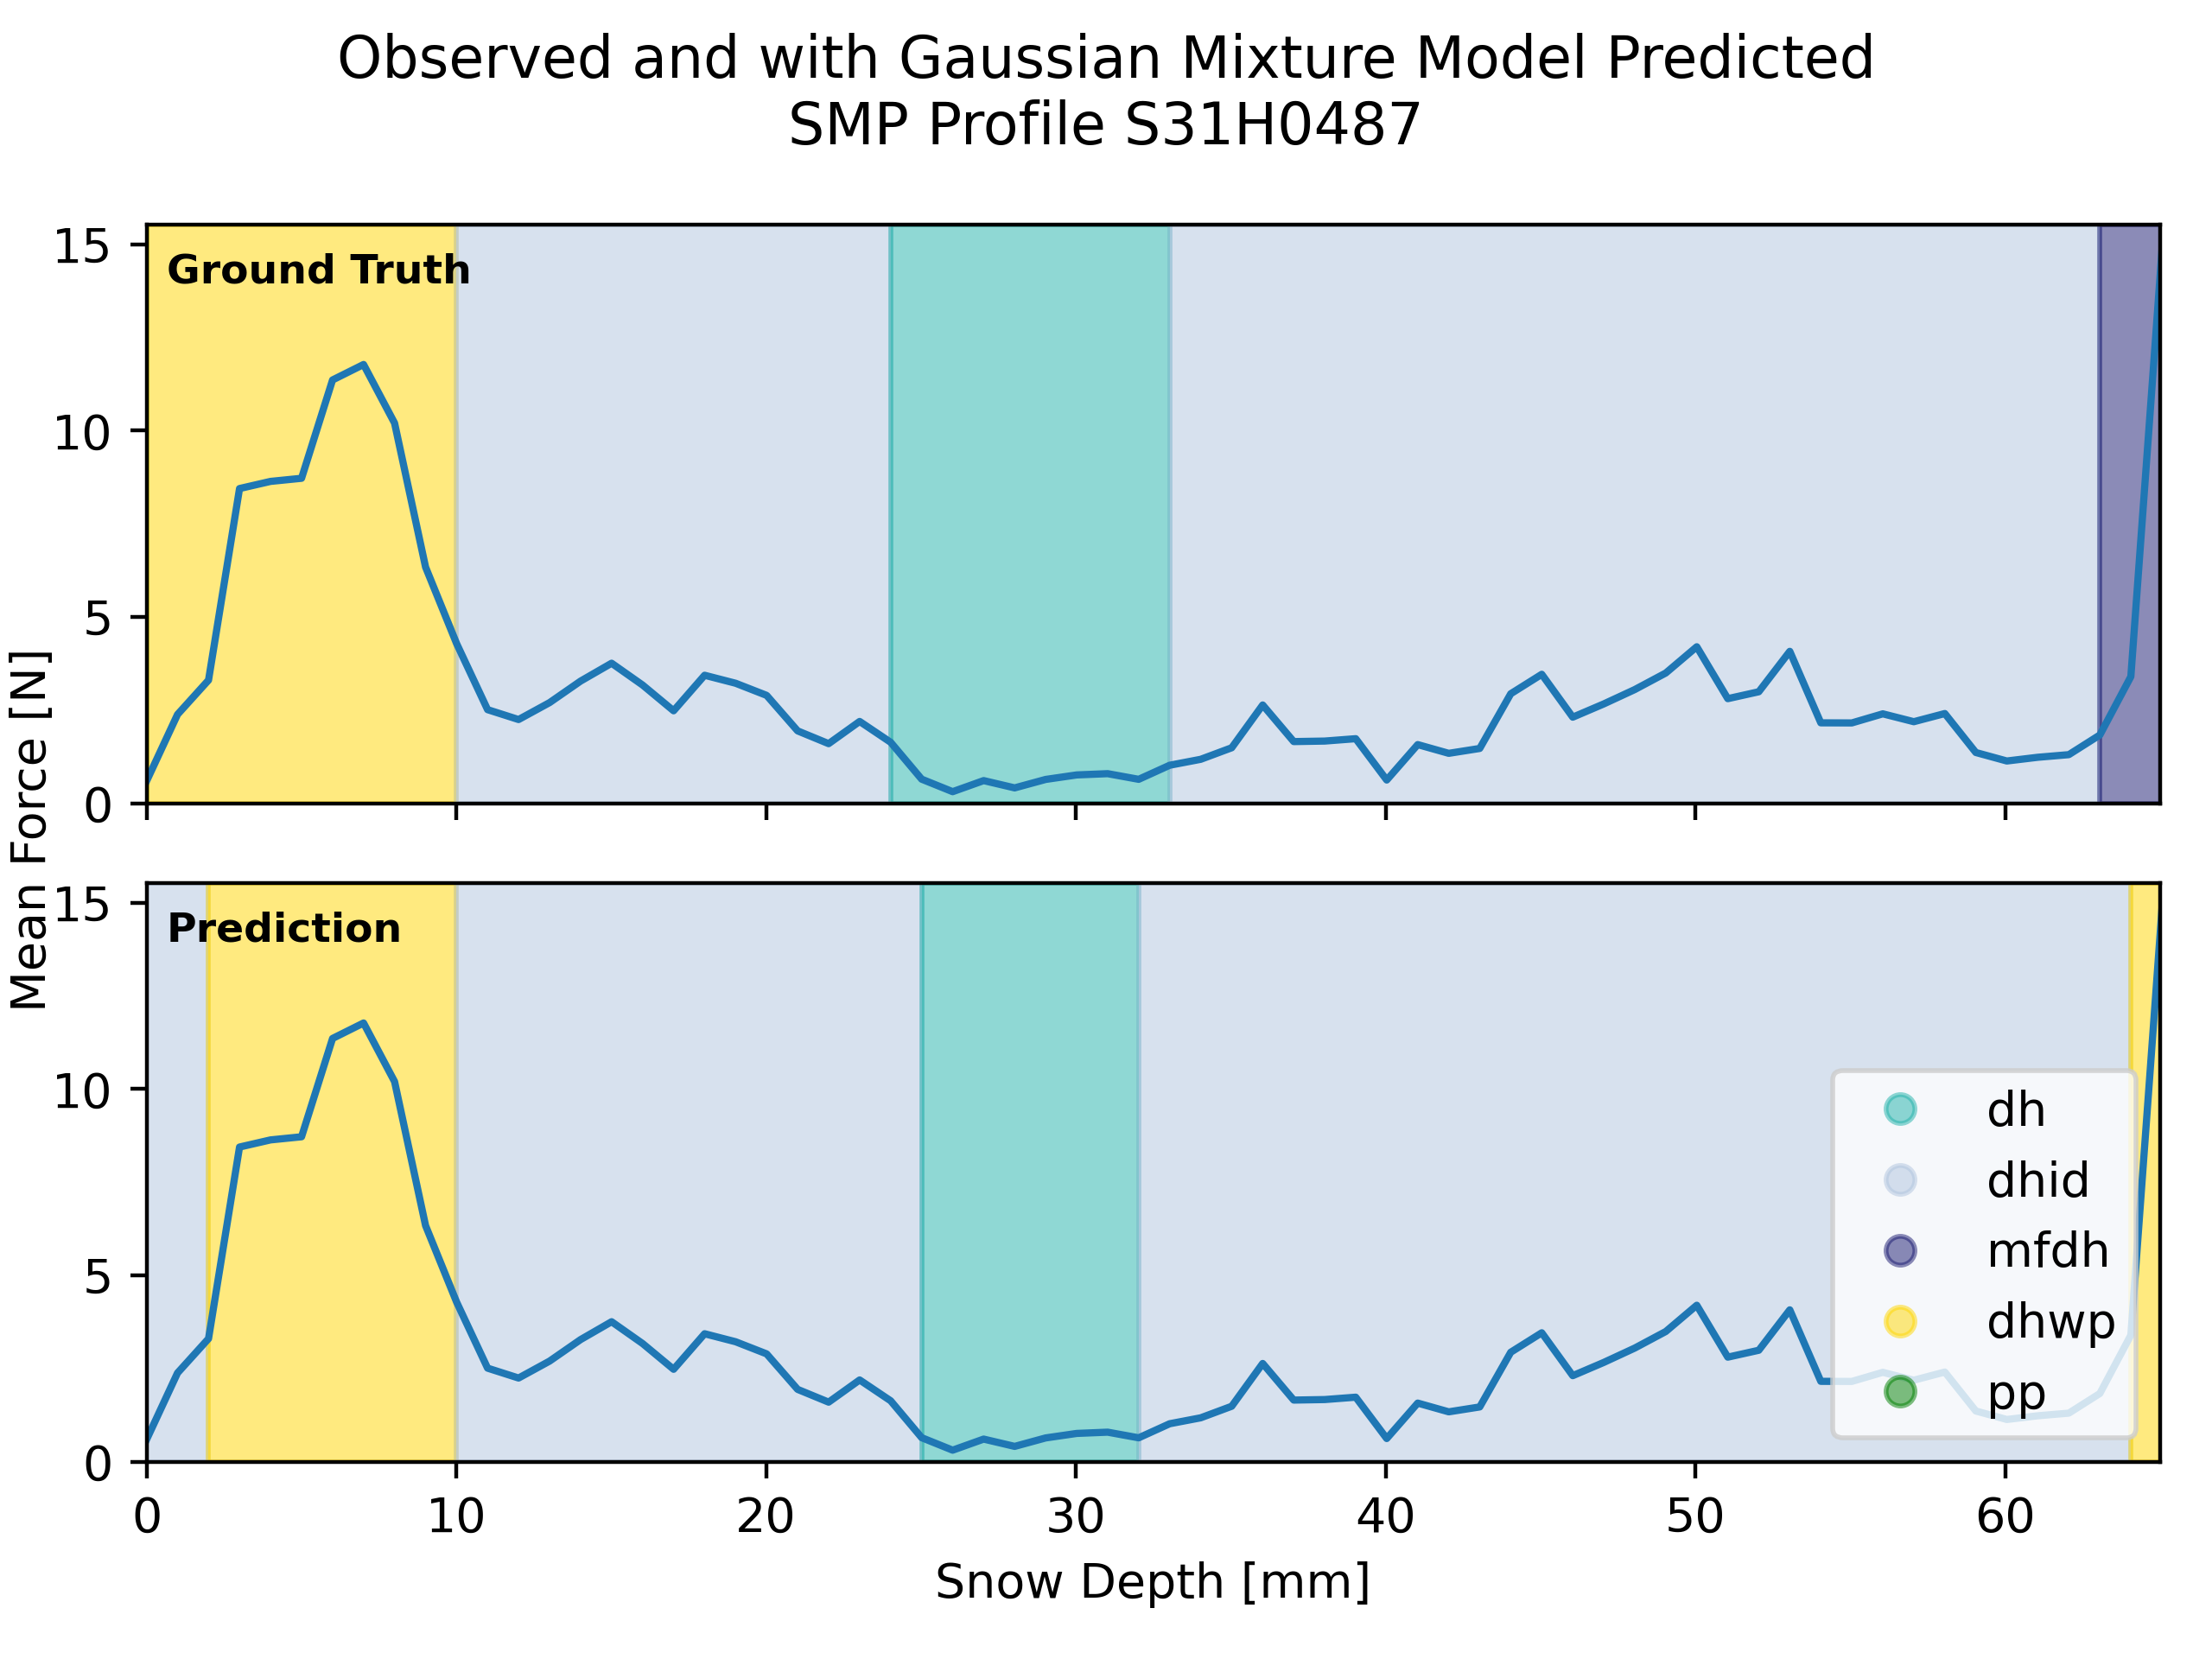 Observed and with Gaussian Mixture Model Predicted
SMP Profile S31H0487
Mean Force [N]
15
10
5
0
Ground Truth
15
10
5
0
Prediction
dh
dhid
mfdh
dhwp
pp
0 10 20 30 40 50 60
Snow Depth [mm]